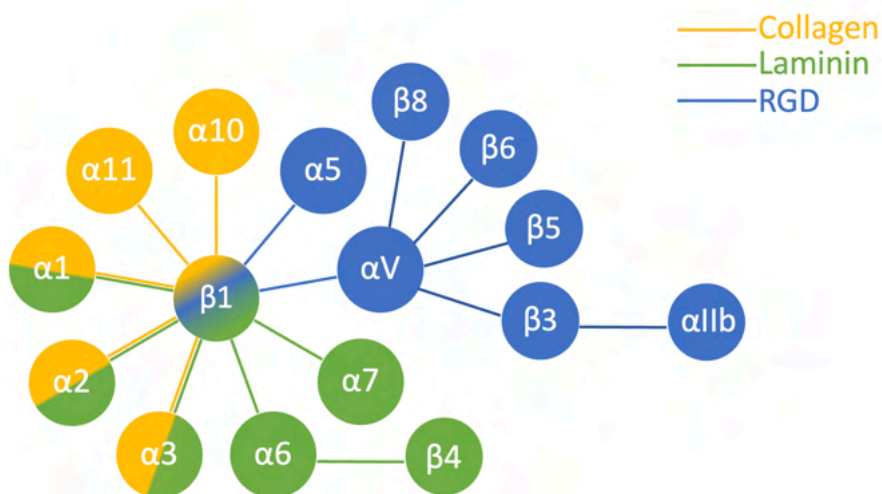 Collagen
Laminin
RGD
β8
α10
β6
α11
α5
β5
α1
αV
β1
β3
αIIb
α2
α7
α3
α6
β4